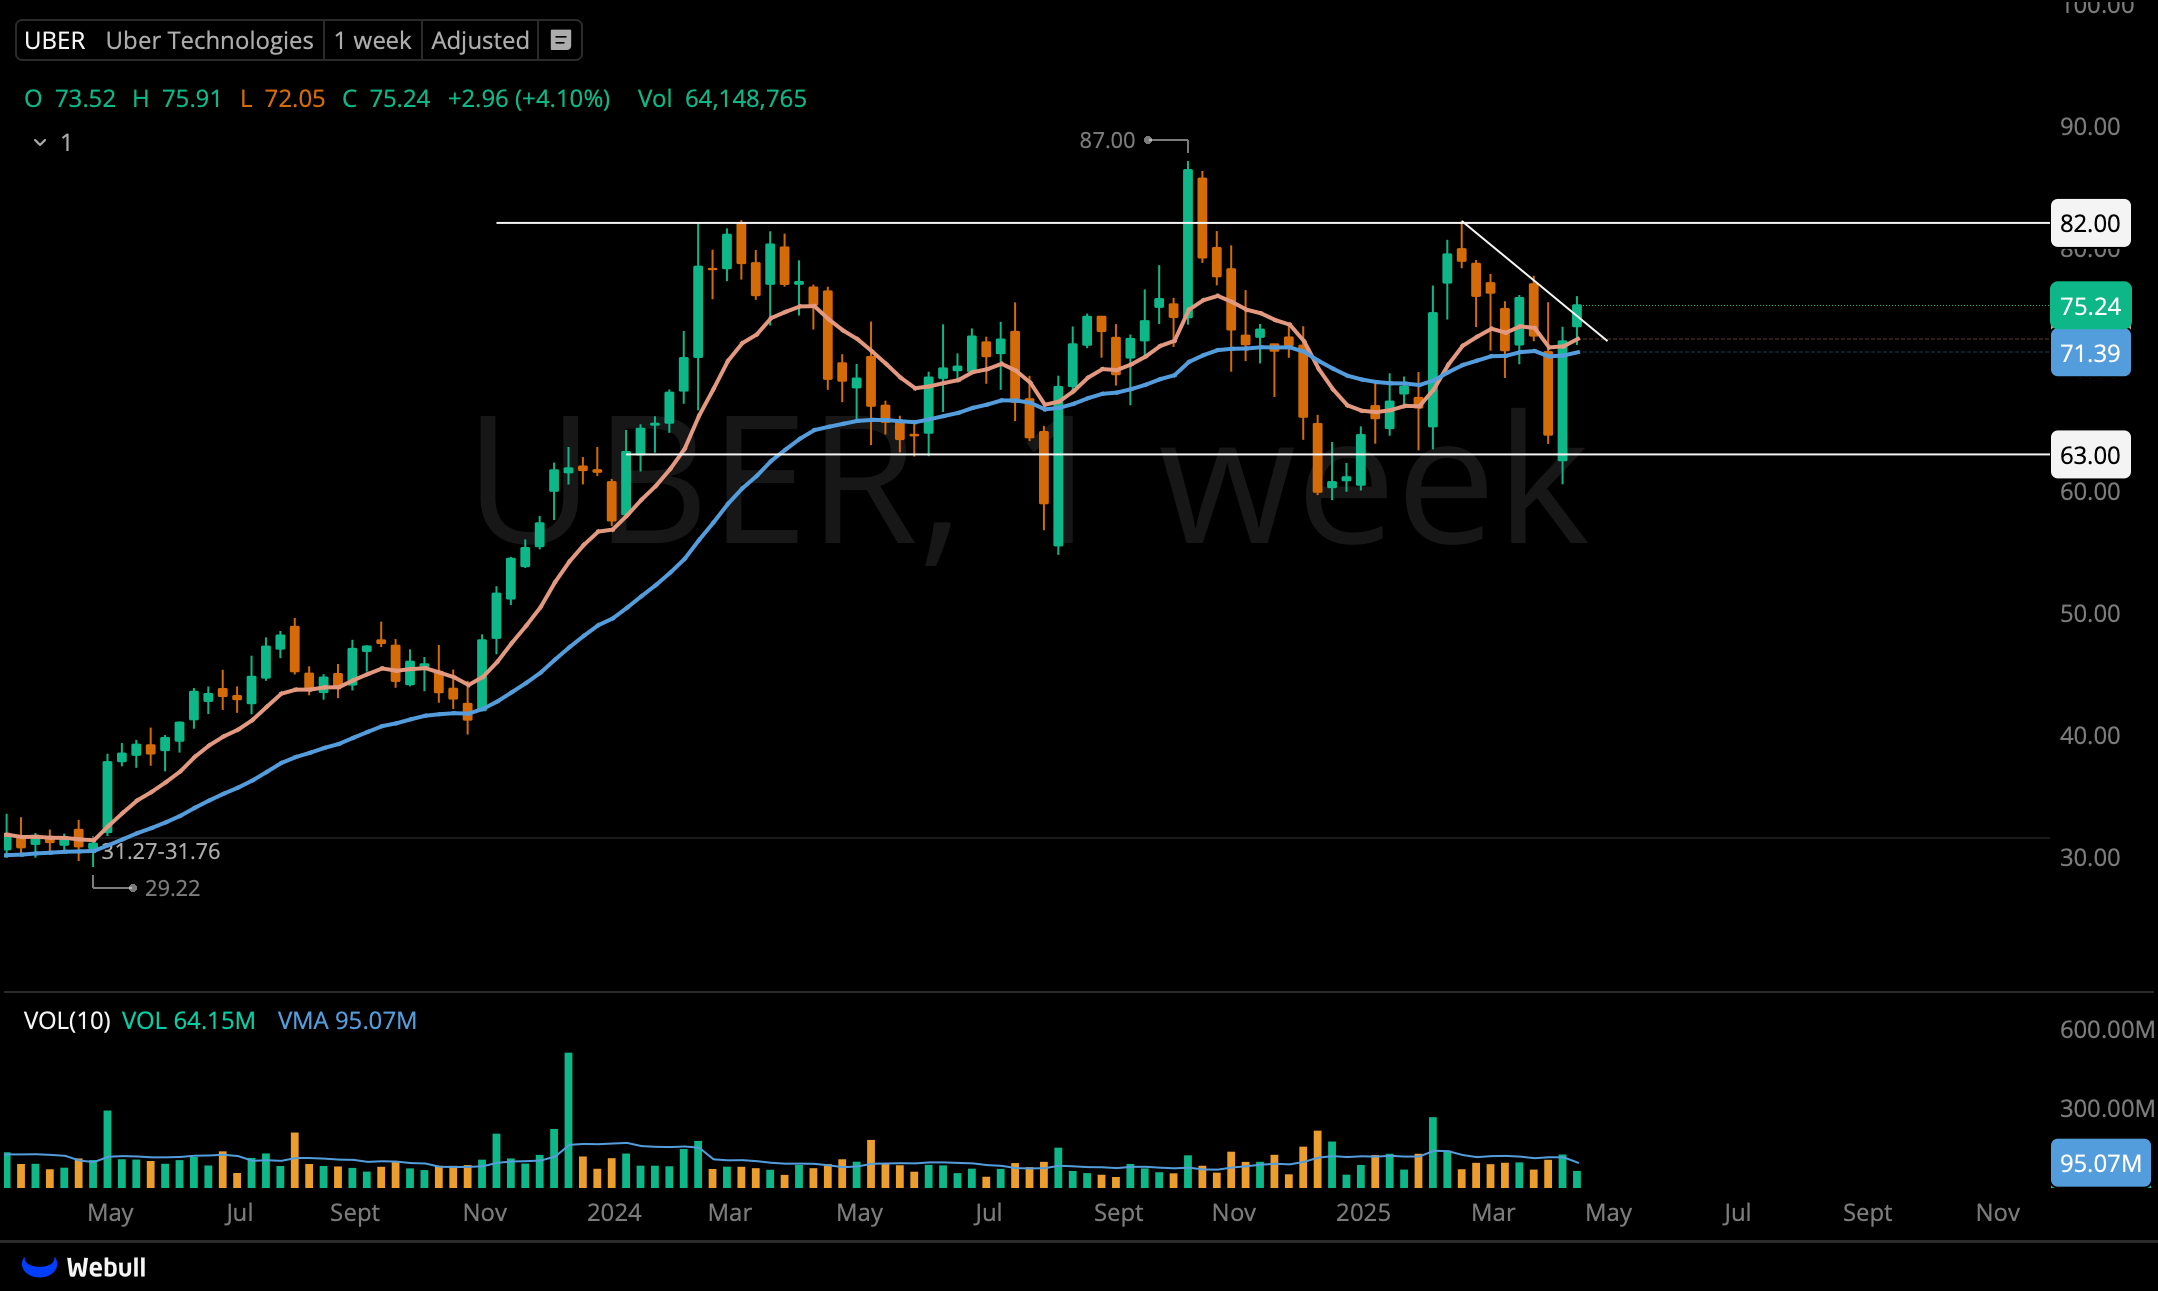 100.00
UBER Uber Technologies 1 week Adjusted
O 73.52 H 75.91 L 72.05 C 75.24 +2.96 (+4.10%) Vol 64,148,765
1
87.00
90.00
82.00
80.00
75.24
71.39
63.00
UBER, 1 week
60.00
50.00
40.00
31.27-31.76
30.00
29.22
VOL(10) VOL 64.15M VMA 95.07M
600.00M
300.00M
95.07M
May Jul Sept Nov 2024 Mar May Jul Sept Nov 2025 Mar May Jul Sept Nov
Webull